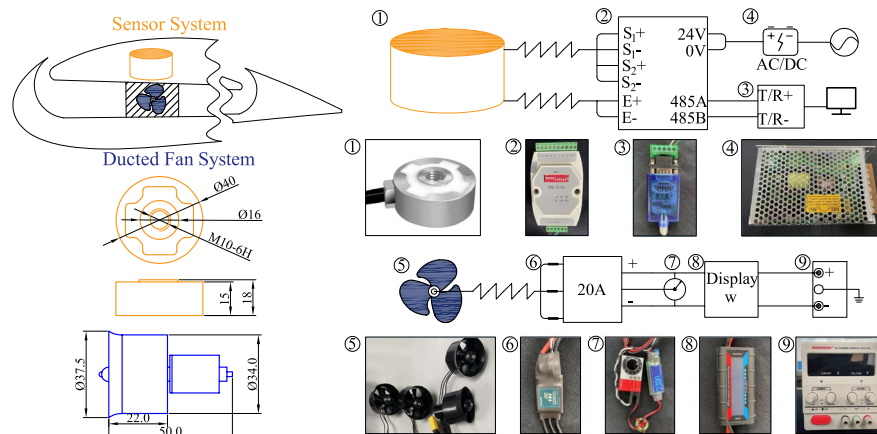 Sensor System
Ducted Fan System
Ø40
Ø16
M10-6H
15
18
Ø37.5
Ø34.0
22.0
50.0
① ② ④
S1+ 24V
S1- 0V
S2+
S2-
E+ 485A
E- 485B
AC/DC
③
T/R+
T/R-
① ② ③ ④
⑤ ⑥ + ⑦ ⑧ ⑨
20A
-
Display
W
+
-
⑤ ⑥ ⑦ ⑧ ⑨